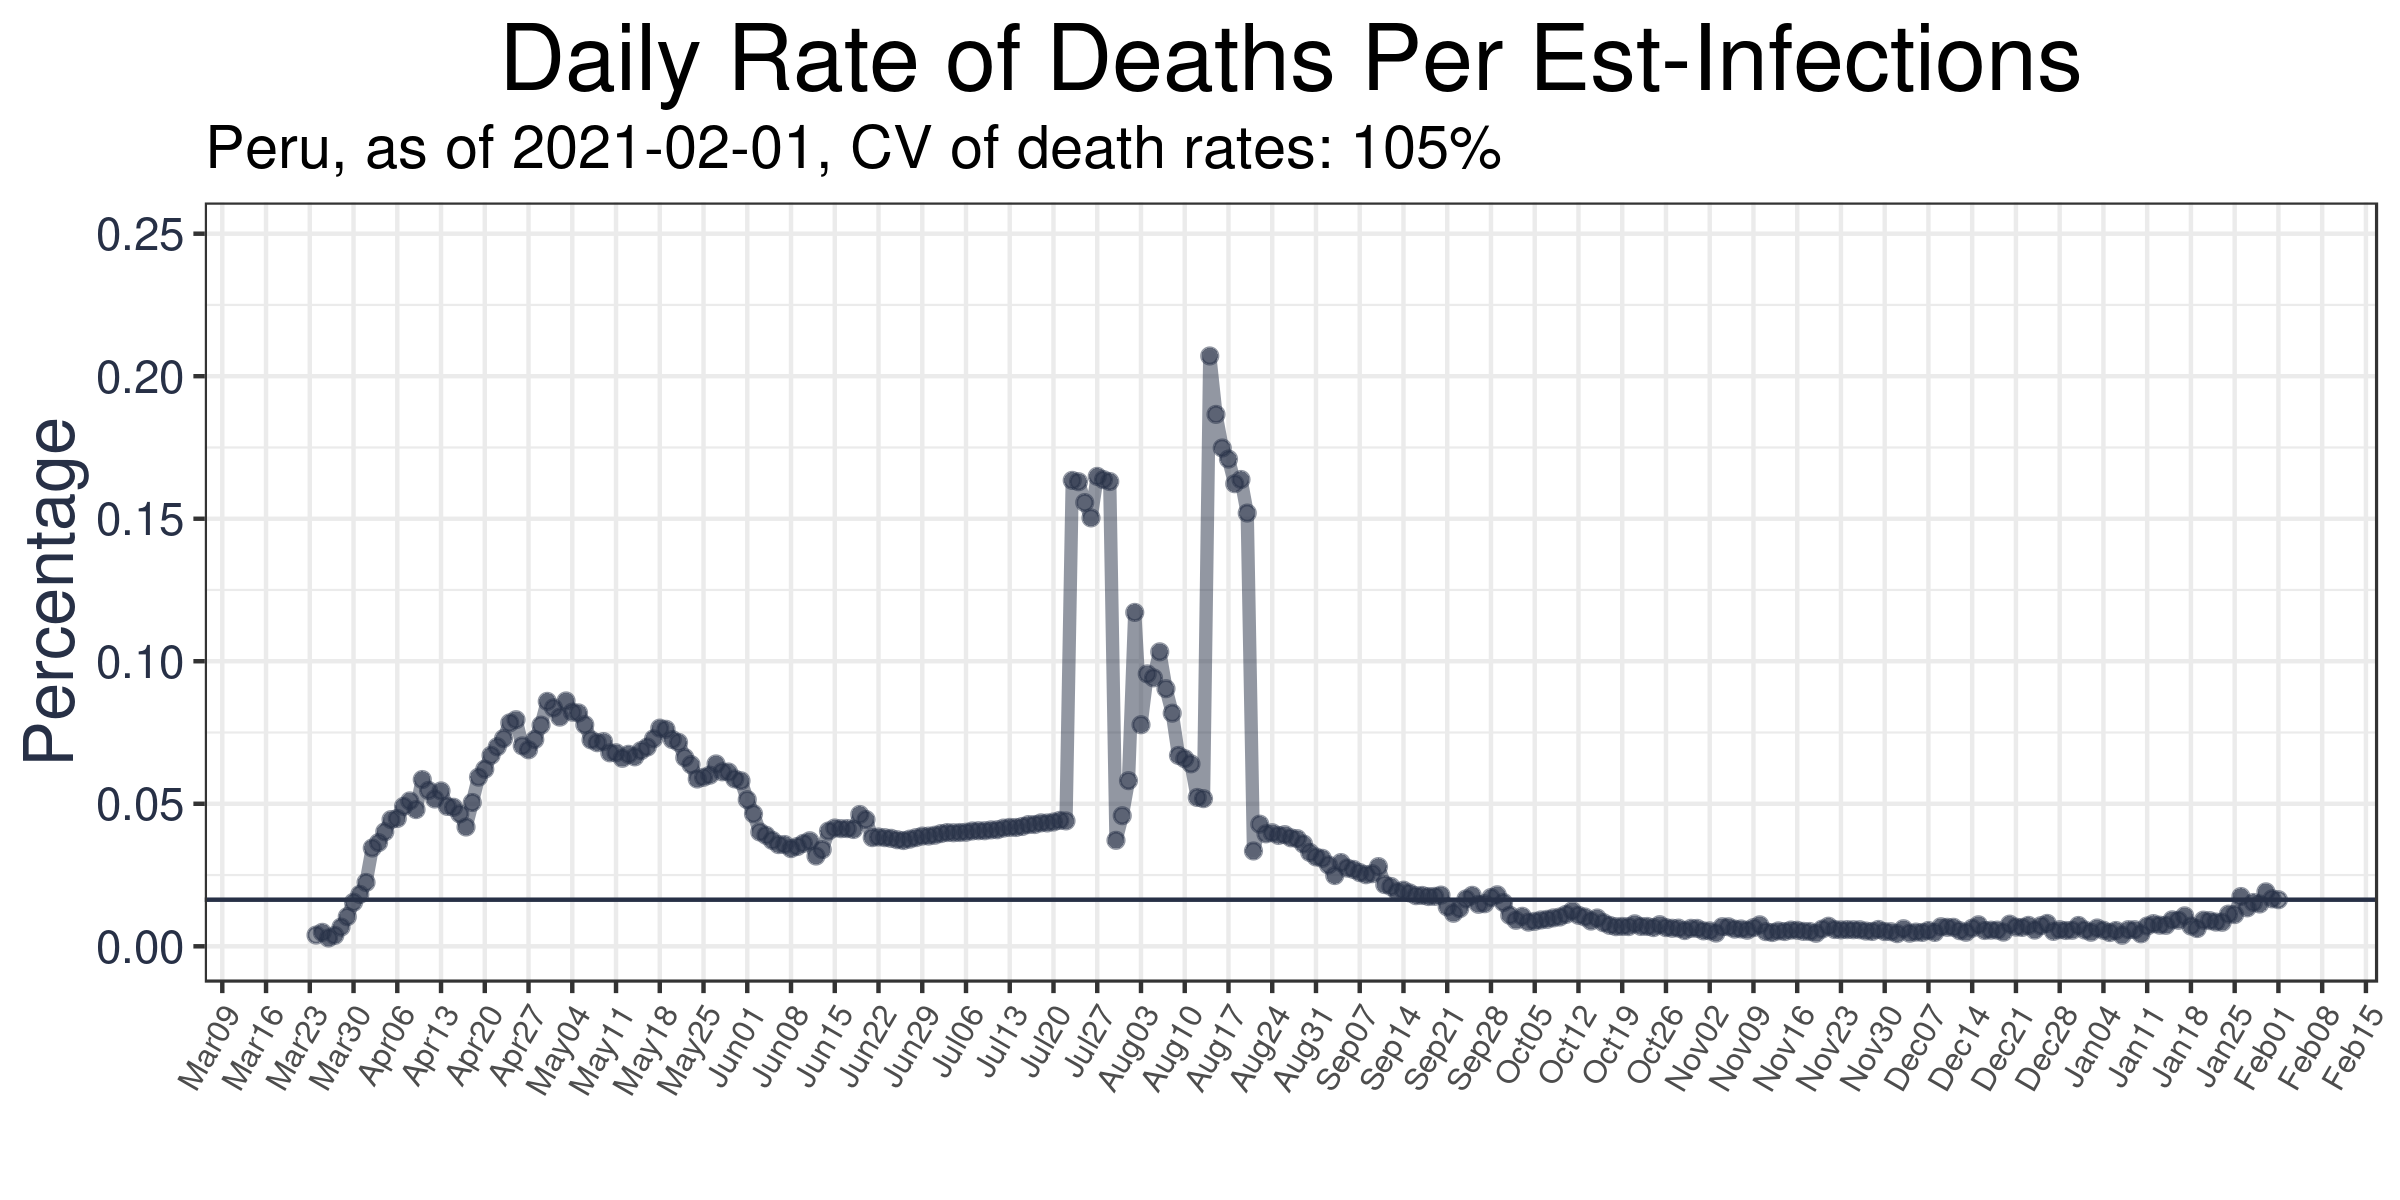 Daily Rate of Deaths Per Est-Infections
Peru, as of 2021-02-01, CV of death rates: 105%
Percentage
0.25
0.20
0.15
0.10
0.05
0.00
Mar09
Mar16
Mar23
Mar30
Apr06
Apr13
Apr20
Apr27
May04
May11
May18
May25
Jun01
Jun08
Jun15
Jun22
Jun29
Jul06
Jul13
Jul20
Jul27
Aug03
Aug10
Aug17
Aug24
Aug31
Sep07
Sep14
Sep21
Sep28
Oct05
Oct12
Oct19
Oct26
Nov02
Nov09
Nov16
Nov23
Nov30
Dec07
Dec14
Dec21
Dec28
Jan04
Jan11
Jan18
Jan25
Feb01
Feb08
Feb15